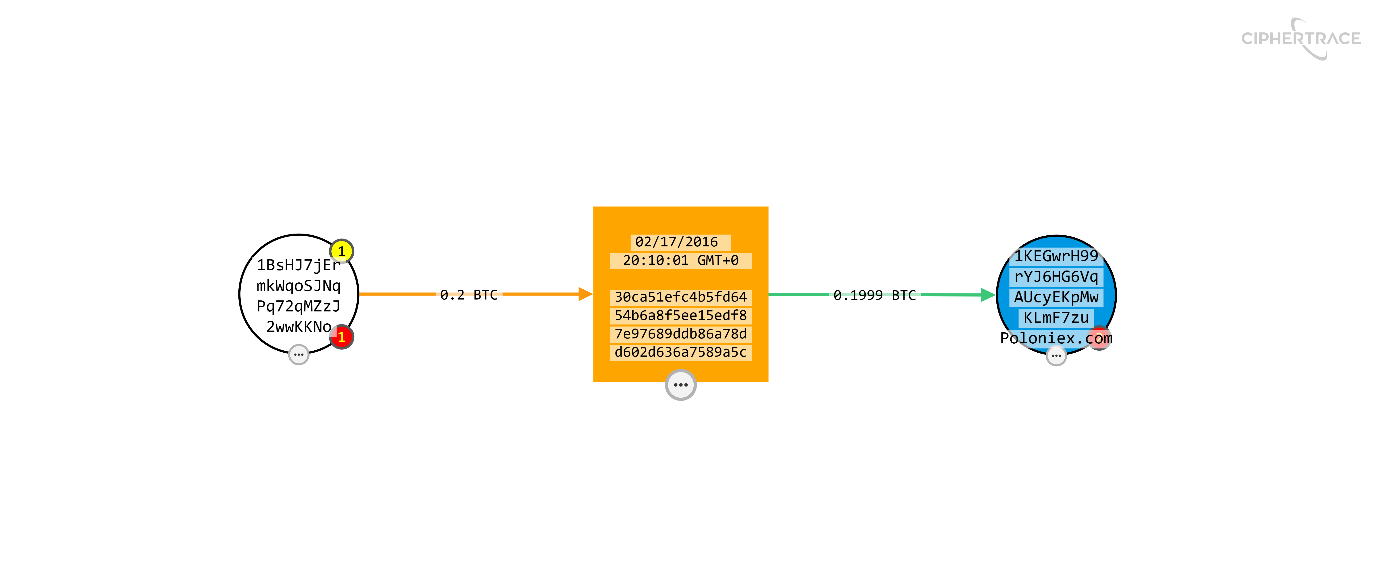 CIPHERTRACE
1
1BsHJ7jEr
mkWqoSJNq
Pq72qMZzJ
2wwKKNo
1
0.2 BTC
02/17/2016
20:10:01 GMT+0
30ca51efc4b5fd64
54b6a8f5ee15edf8
7e97689ddb86a78d
d602d636a7589a5c
0.1999 BTC
1KEGwrH99
rYJ6HG6Vq
AUcyEKpMw
KLmF7zu
Poloniex.com